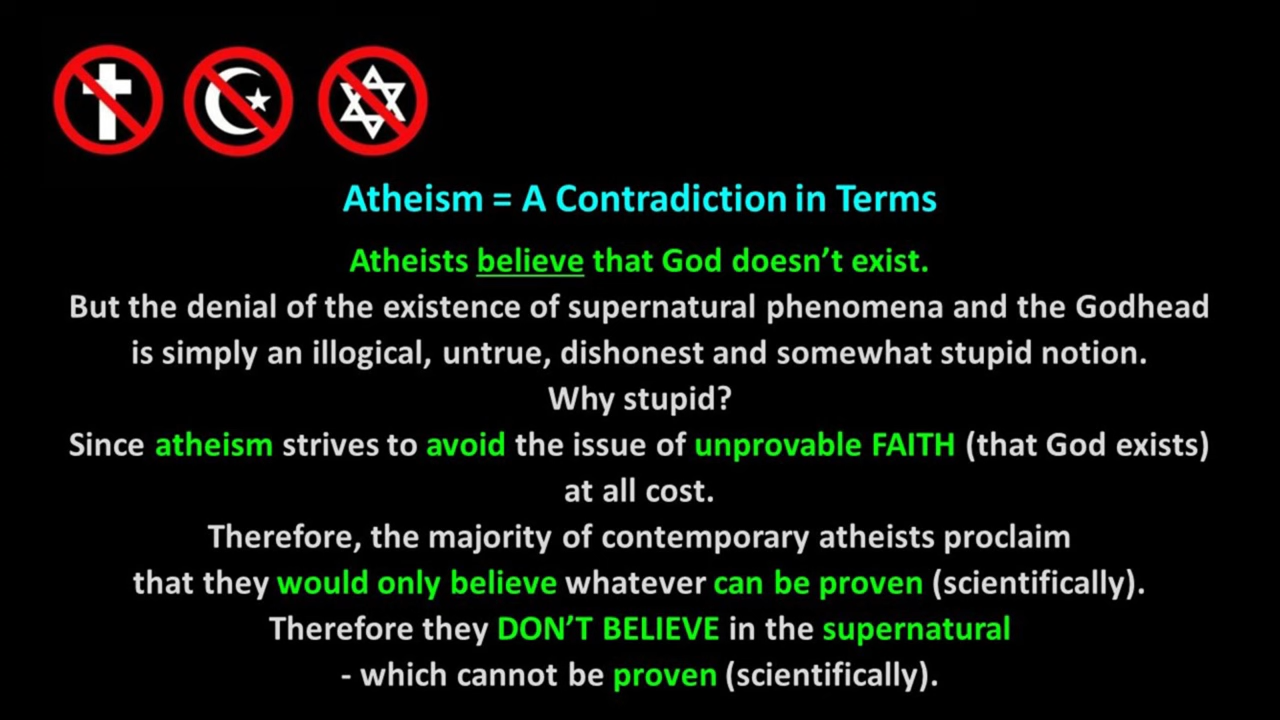 Atheism = A Contradiction in Terms
Atheists believe that God doesn’t exist.
But the denial of the existence of supernatural phenomena and the Godhead
is simply an illogical, untrue, dishonest and somewhat stupid notion.
Why stupid?
Since atheism strives to avoid the issue of unprovable FAITH (that God exists)
at all cost.
Therefore, the majority of contemporary atheists proclaim
that they would only believe whatever can be proven (scientifically).
Therefore they DON’T BELIEVE in the supernatural
- which cannot be proven (scientifically).